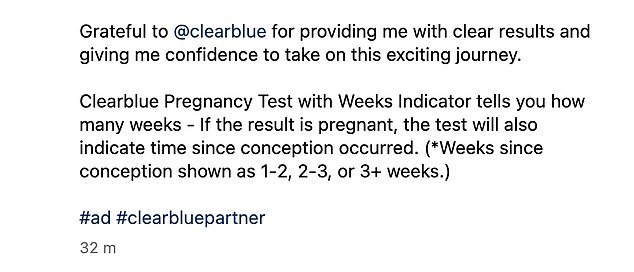 Grateful to @clearblue for providing me with clear results and
giving me confidence to take on this exciting journey.
Clearblue Pregnancy Test with Weeks Indicator tells you how
many weeks - If the result is pregnant, the test will also
indicate time since conception occurred. (*Weeks since
conception shown as 1-2, 2-3, or 3+ weeks.)
#ad #clearbluepartner
32 m